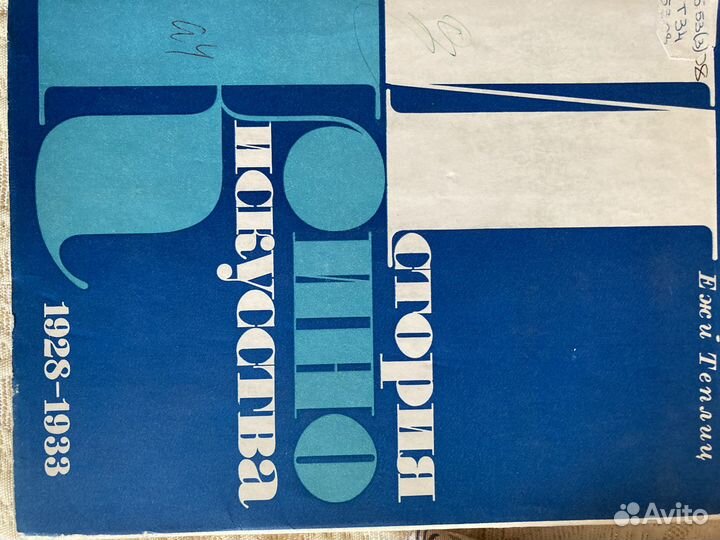 Ежи Теплиц
История
кино
искусства
1928-1933
Avito